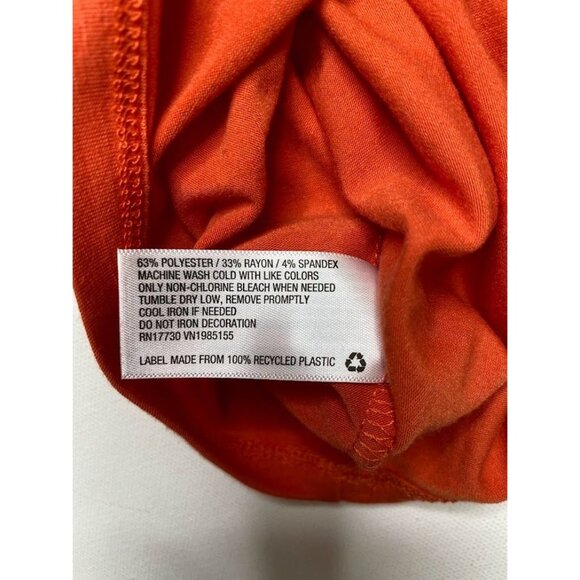 63% POLYESTER / 33% RAYON / 4% SPANDEX
MACHINE WASH COLD WITH LIKE COLORS
ONLY NON-CHLORINE BLEACH WHEN NEEDED
TUMBLE DRY LOW, REMOVE PROMPTLY
COOL IRON IF NEEDED
DO NOT IRON DECORATION
RN17730 VN1985155
LABEL MADE FROM 100% RECYCLED PLASTIC